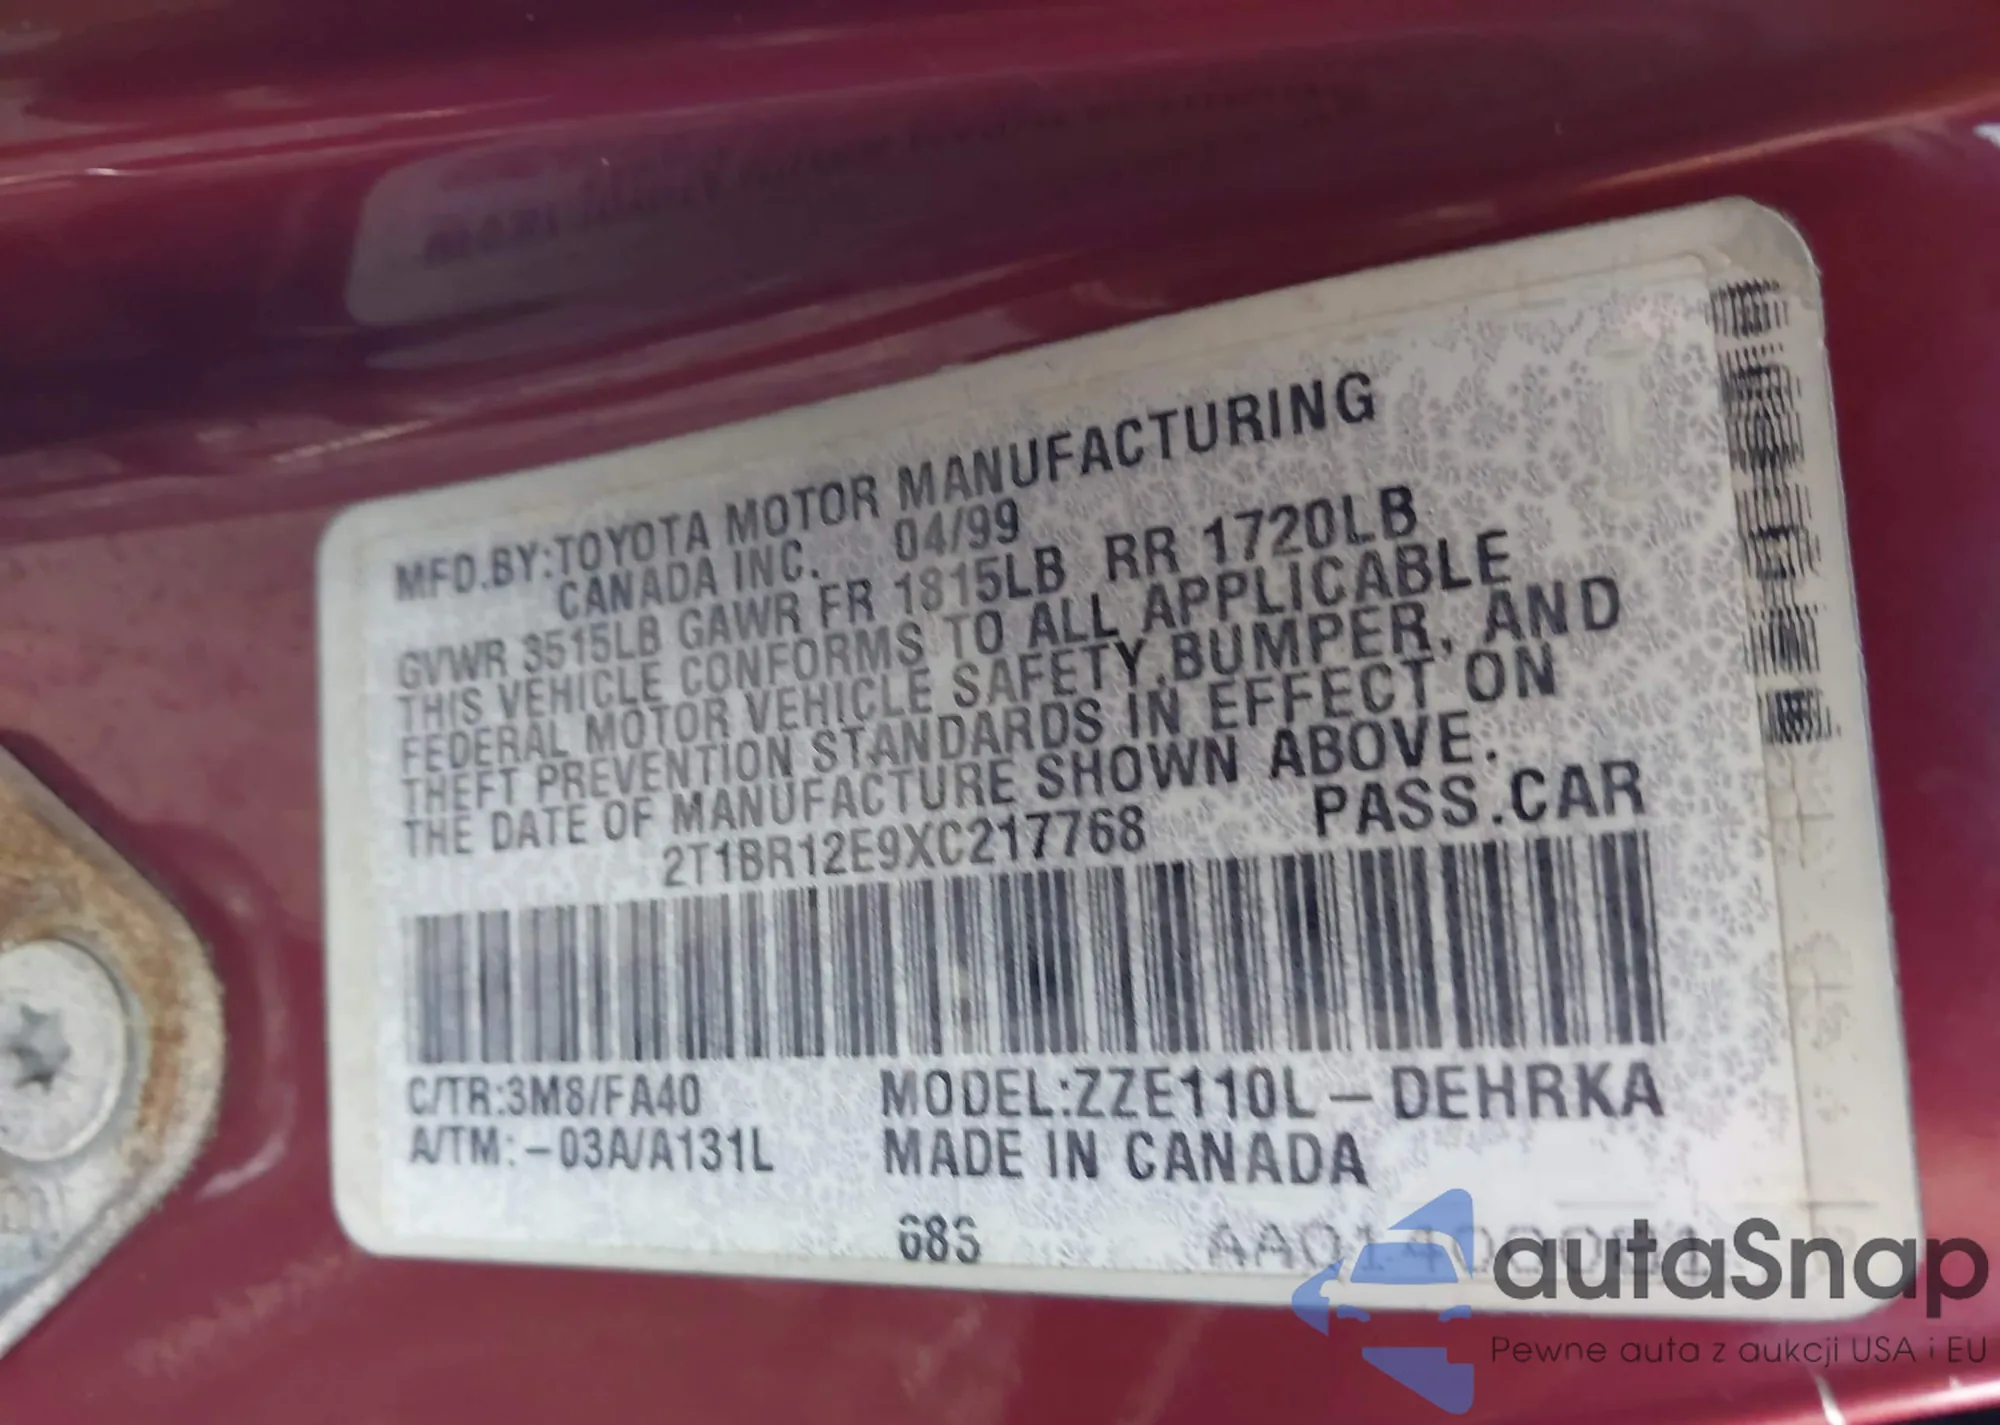 MFD.BY:TOYOTA MOTOR MANUFACTURING
CANADA INC. 04/99
GVWR 3515LB GAWR FR 1815LB RR 1720LB
THIS VEHICLE CONFORMS TO ALL APPLICABLE
FEDERAL MOTOR VEHICLE SAFETY,BUMPER, AND
THEFT PREVENTION STANDARDS IN EFFECT ON
THE DATE OF MANUFACTURE SHOWN ABOVE.
2T1BR12E9XC217768 PASS.CAR
C/TR:3M8/FA40 MODEL:ZZE110L-DEHRKA
A/TM:-03A/A131L MADE IN CANADA
autaSnap
Pewne auta z aukcji USA i EU